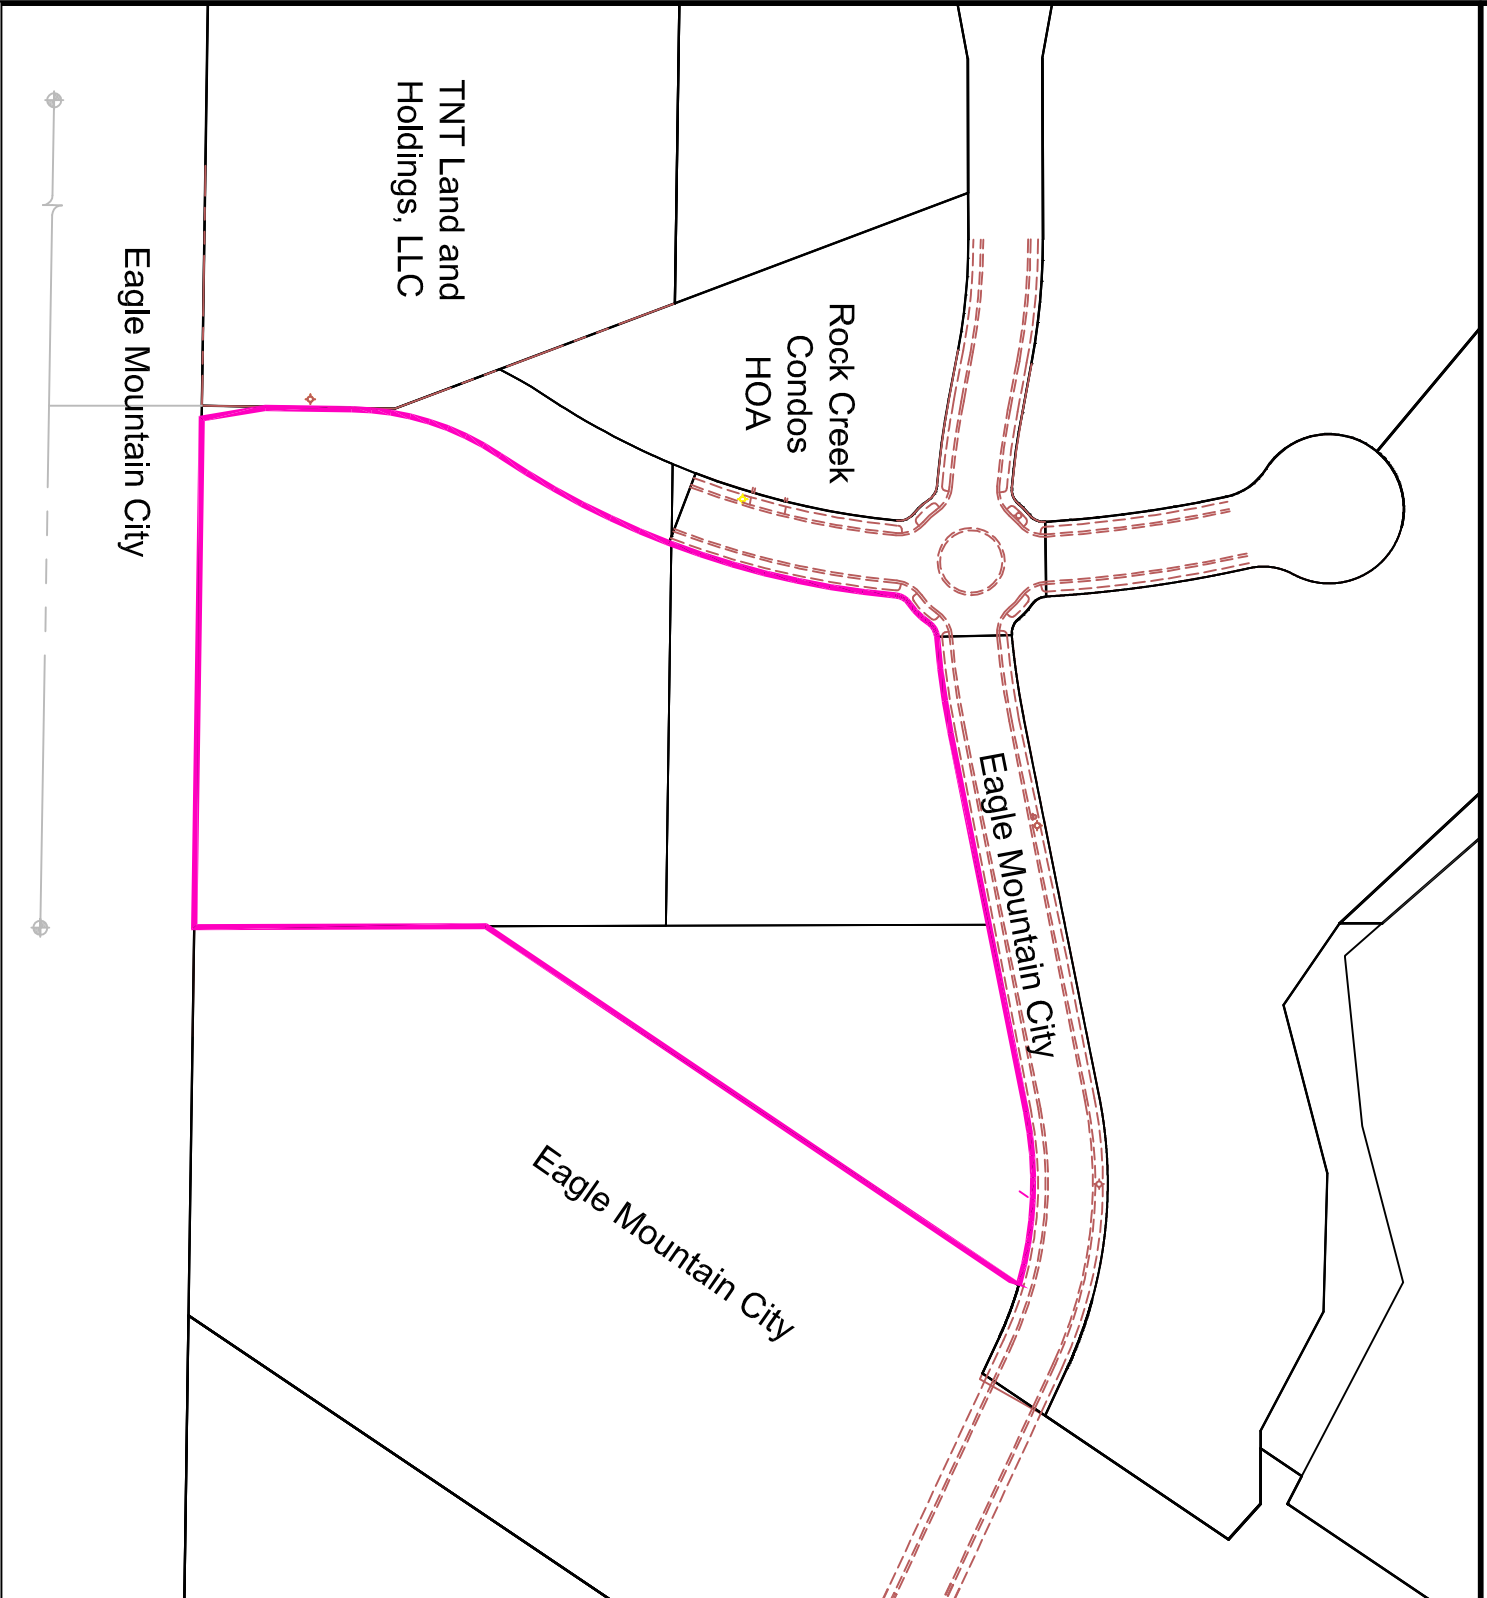 TNT Land and
Holdings, LLC
Eagle Mountain City
Rock Creek
Condos
HOA
Eagle Mountain City
Eagle Mountain City